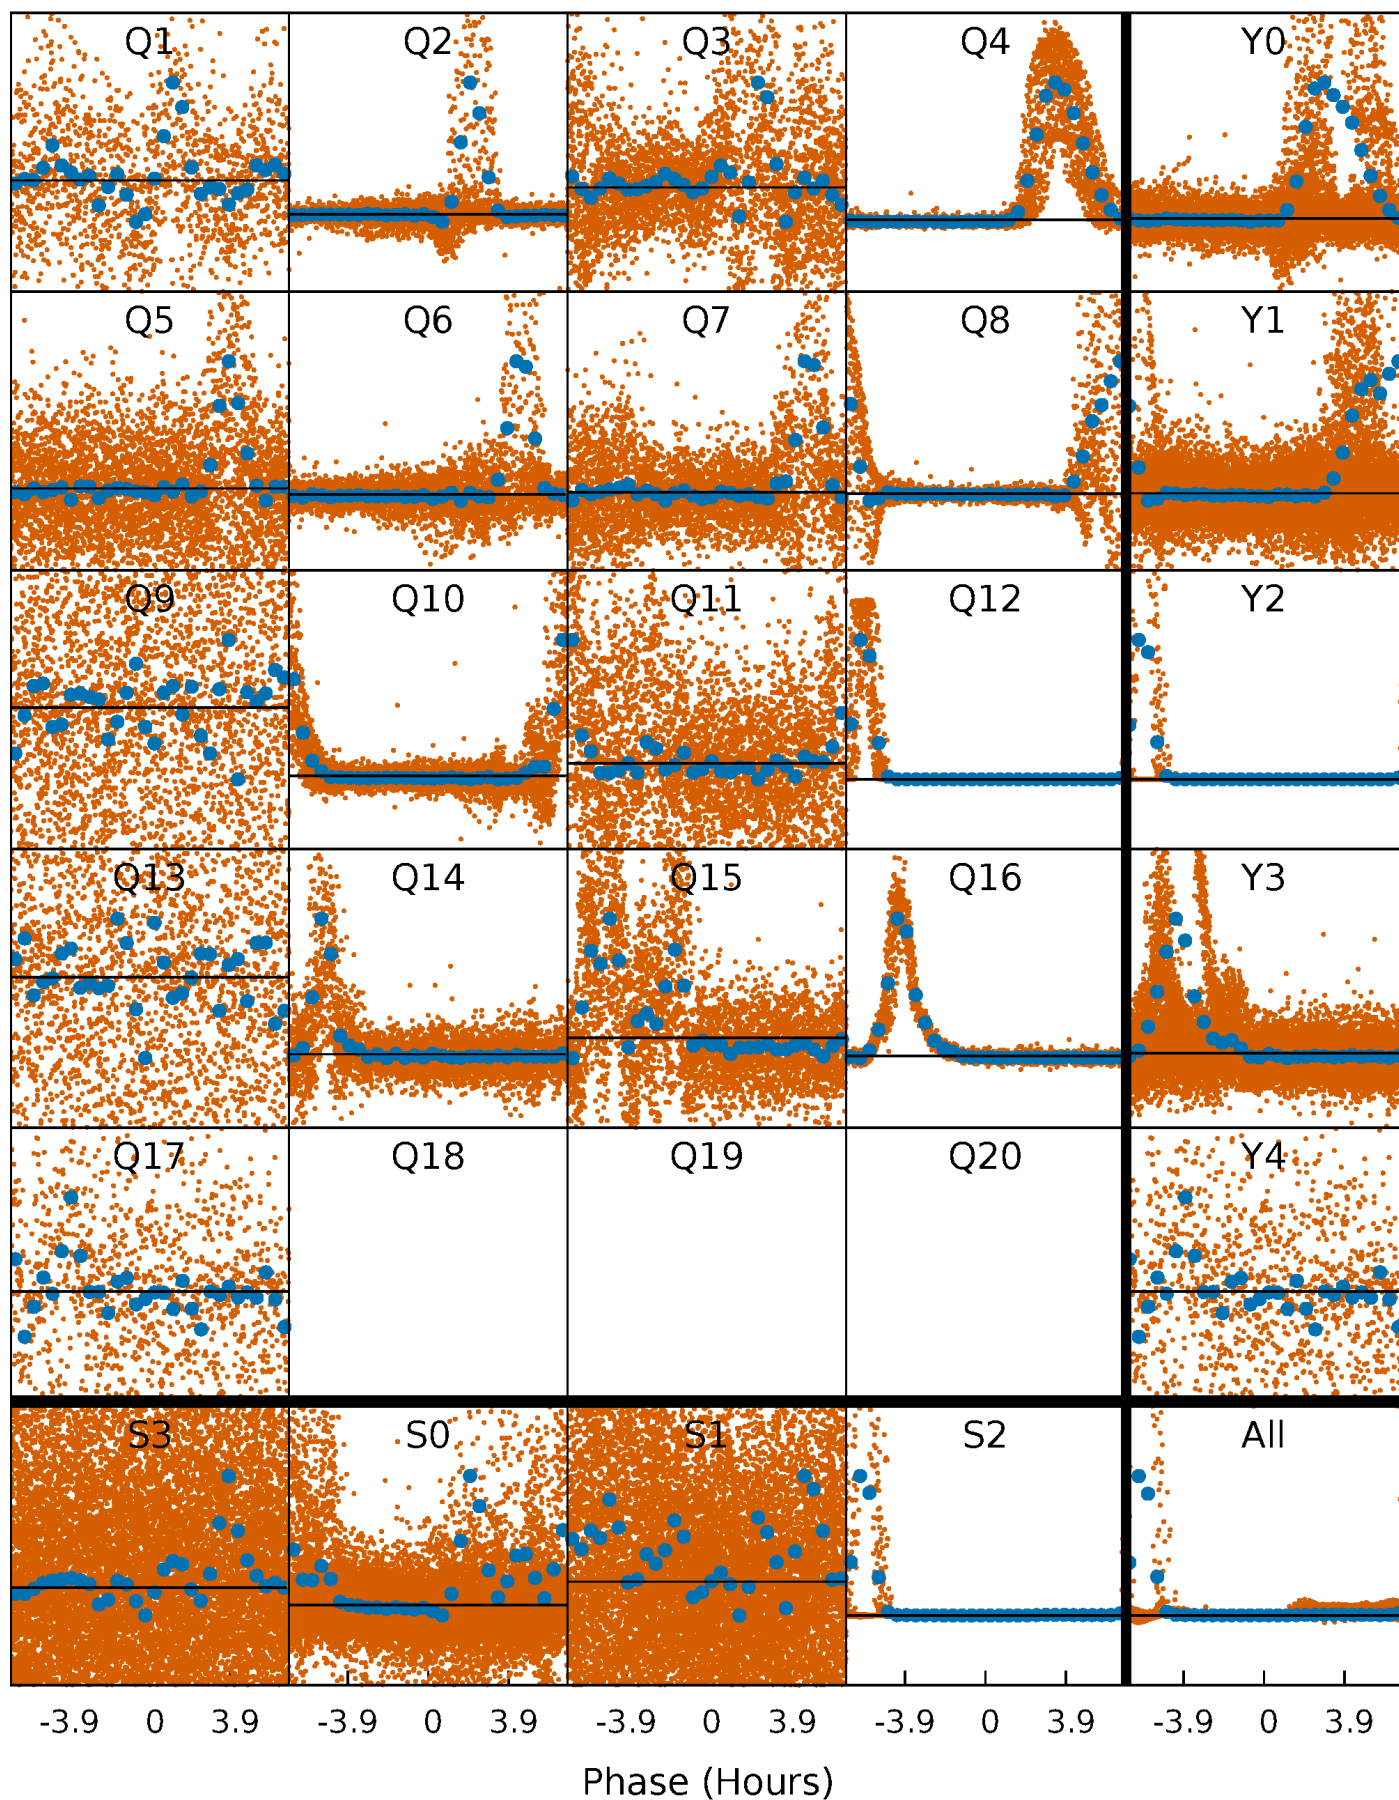 Q1 Q2 Q3 Q4 Y0
Q5 Q6 Q7 Q8 Y1
Q9 Q10 Q11 Q12 Y2
Q13 Q14 Q15 Q16 Y3
Q17 Q18 Q19 Q20 Y4
S3 S0 S1 S2 All
-3.9 0 3.9 -3.9 0 3.9 -3.9 0 3.9 -3.9 0 3.9 -3.9 0 3.9
Phase (Hours)